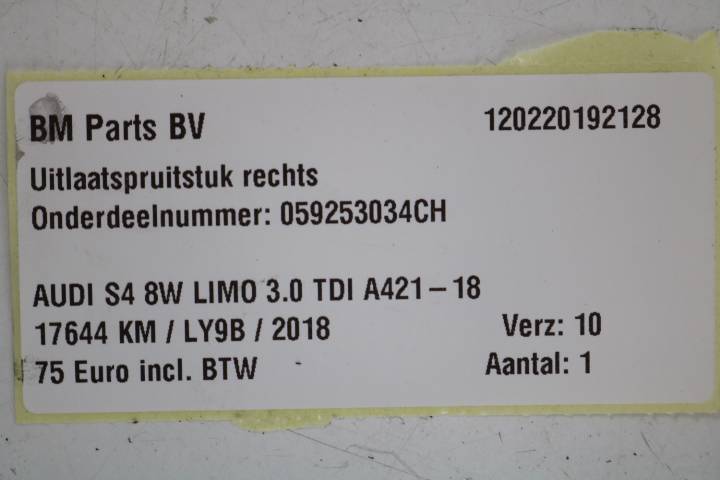 BM Parts BV 120220192128
Uitlaatspruitstuk rechts
Onderdeelnummer: 059253034CH
AUDI S4 8W LIMO 3.0 TDI A421-18
17644 KM / LY9B / 2018 Verz: 10
75 Euro incl. BTW Aantal: 1